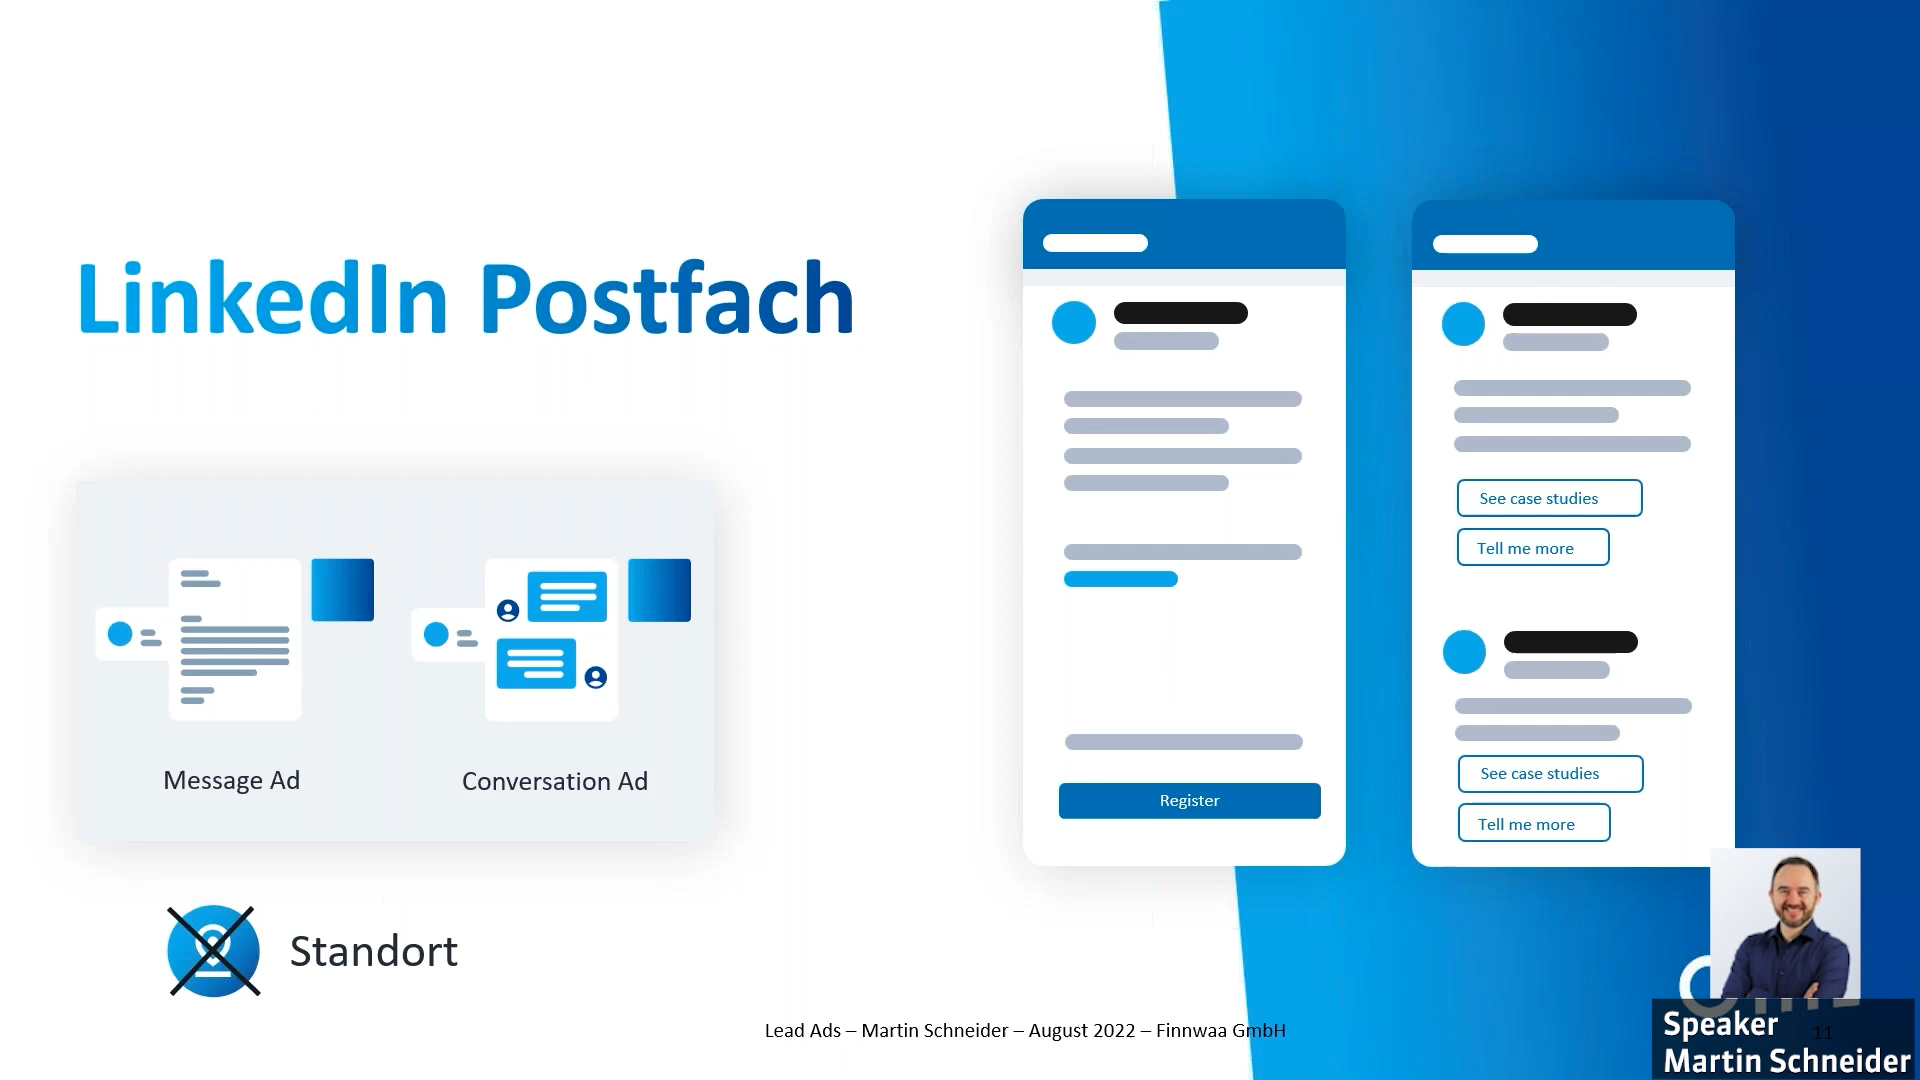 LinkedIn Postfach
Message Ad
Conversation Ad
Standort
Register
See case studies
Tell me more
See case studies
Tell me more
Lead Ads – Martin Schneider – August 2022 – Finnwaa GmbH
11
Speaker
Martin Schneider